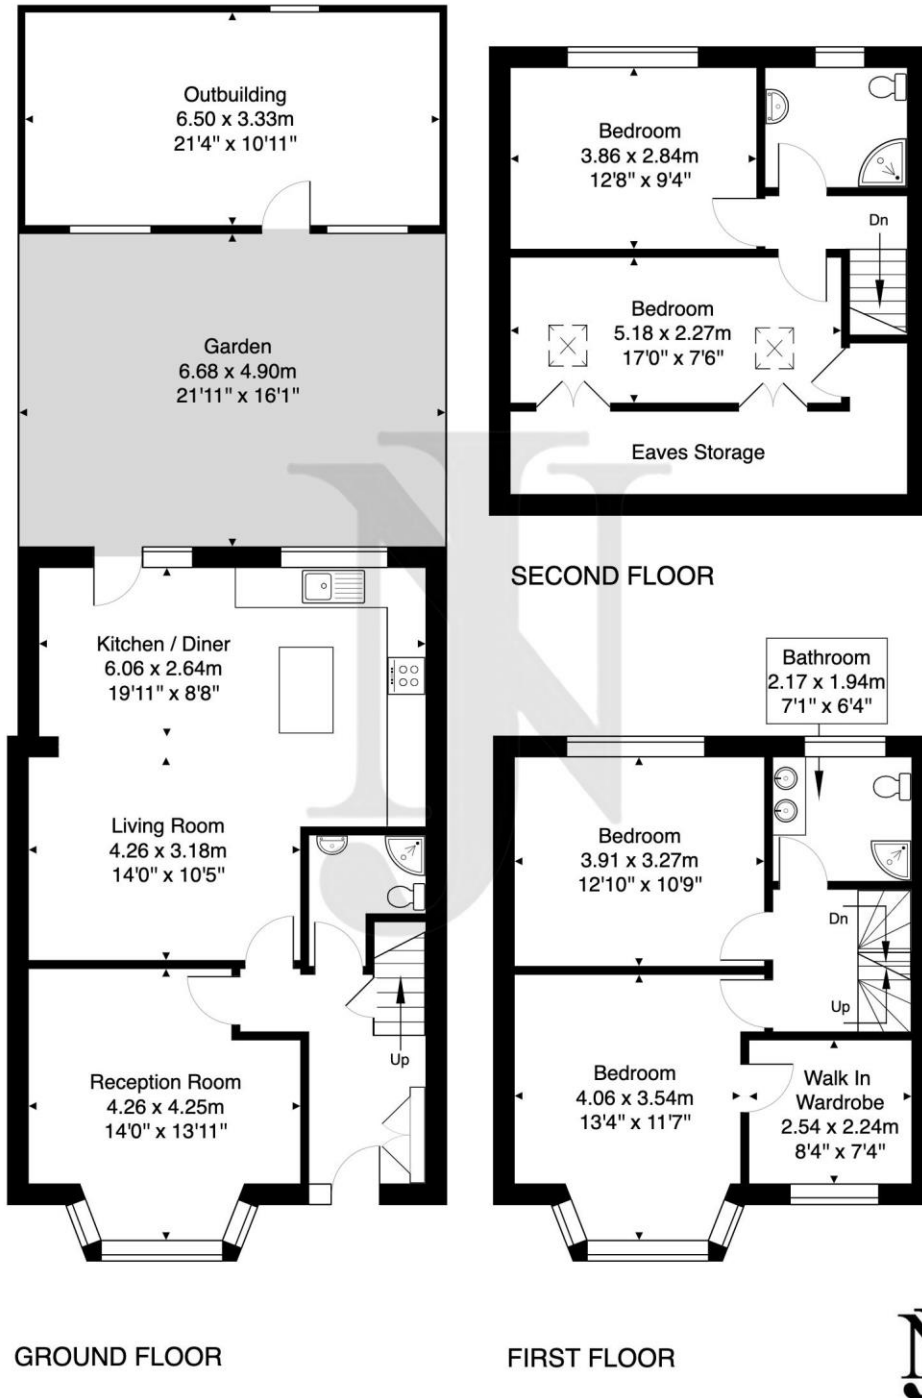 Outbuilding
6.50 x 3.33m
21'4" x 10'11"
Garden
6.68 x 4.90m
21'11" x 16'1"
Kitchen / Diner
6.06 x 2.64m
19'11" x 8'8"
Living Room
4.26 x 3.18m
14'0" x 10'5"
Up
Reception Room
4.26 x 4.25m
14'0" x 13'11"
GROUND FLOOR
Bedroom
3.86 x 2.84m
12'8" x 9'4"
Dn
Bedroom
5.18 x 2.27m
17'0" x 7'6"
Eaves Storage
SECOND FLOOR
Bathroom
2.17 x 1.94m
7'1" x 6'4"
Bedroom
3.91 x 3.27m
12'10" x 10'9"
Dn
Up
Bedroom
4.06 x 3.54m
13'4" x 11'7"
Walk In
Wardrobe
2.54 x 2.24m
8'4" x 7'4"
FIRST FLOOR